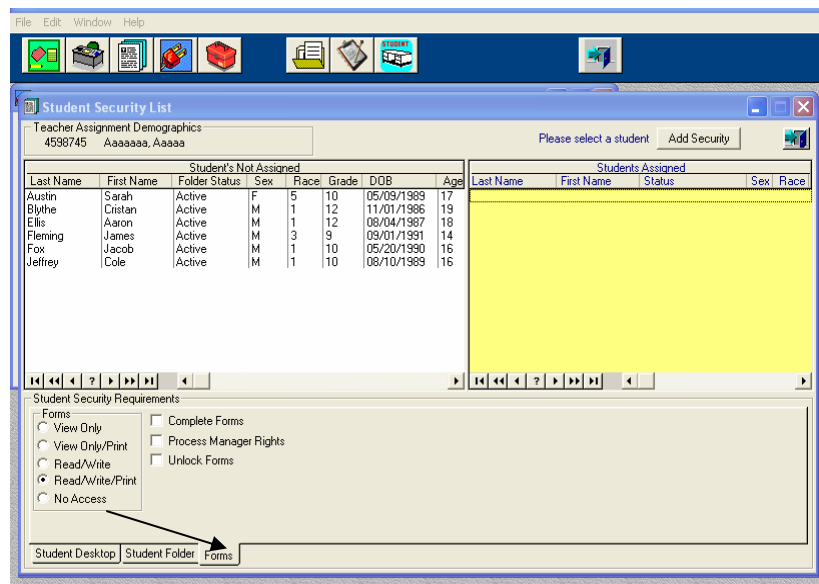 File Edit Window Help
STUDENT
Student Security List
Teacher Assignment Demographics
4598745 Aaaaaaa, Aaaaa
Please select a student Add Security
Student's Not Assigned
Last Name First Name Folder Status Sex Race Grade DOB Age
Austin Sarah Active F 5 10 05/09/1989 17
Blythe Cristan Active M 1 12 11/01/1986 19
Ellis Aaron Active M 1 12 08/04/1987 18
Fleming James Active M 3 9 09/01/1991 14
Fox Jacob Active M 1 10 05/20/1990 16
Jeffrey Cole Active M 1 10 08/10/1989 16
Students Assigned
Last Name First Name Status Sex Race
Student Security Requirements
Forms
View Only
View Only/Print
Read/Write
Read/Write/Print
No Access
Complete Forms
Process Manager Rights
Unlock Forms
Student Desktop Student Folder Forms